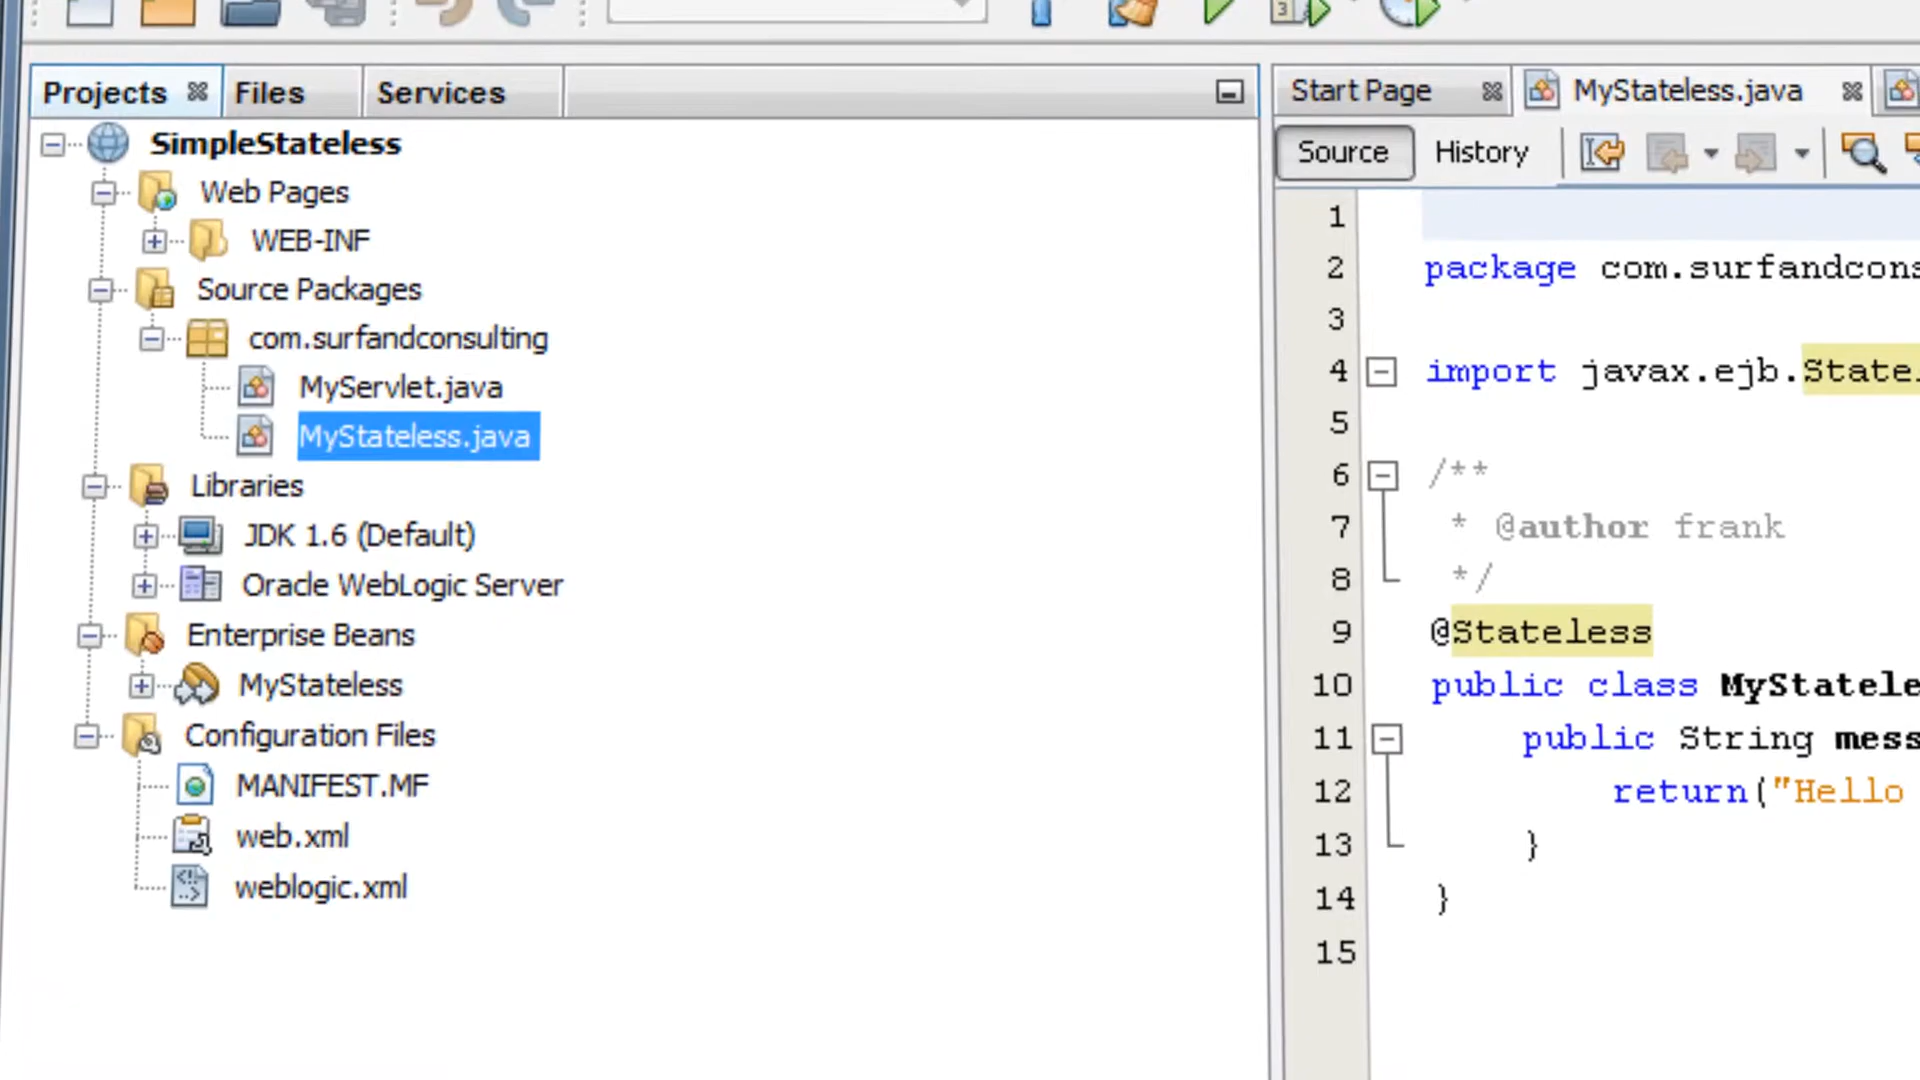 Projects
Files
Services
SimpleStateless
Web Pages
WEB-INF
Source Packages
com.surfandconsulting
MyServlet.java
MyStateless.java
Libraries
JDK 1.6 (Default)
Oracle WebLogic Server
Enterprise Beans
MyStateless
Configuration Files
MANIFEST.MF
web.xml
weblogic.xml
Start Page
MyStateless.java
Source
History
1
2 package com.surfandcons
3
4 import javax.ejb.Statel
5
6 /**
7 * @author frank
8 */
9 @Stateless
10 public class MyStatele
11 public String mess
12 return("Hello
13 }
14 }
15